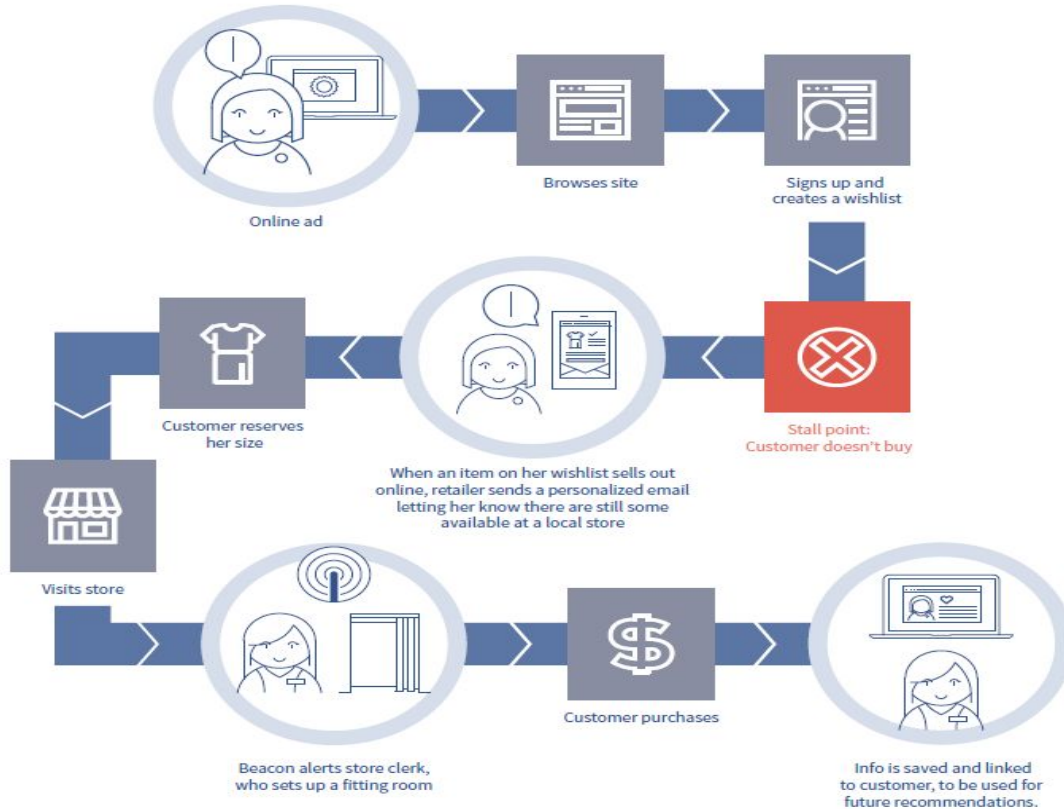 Online ad
Browses site
Signs up and
creates a wishlist
Customer reserves
her size
When an item on her wishlist sells out
online, retailer sends a personalized email
letting her know there are still some
available at a local store
Stall point:
Customer doesn't buy
Visits store
Beacon alerts store clerk,
who sets up a fitting room
Customer purchases
Info is saved and linked
to customer, to be used for
future recommendations.